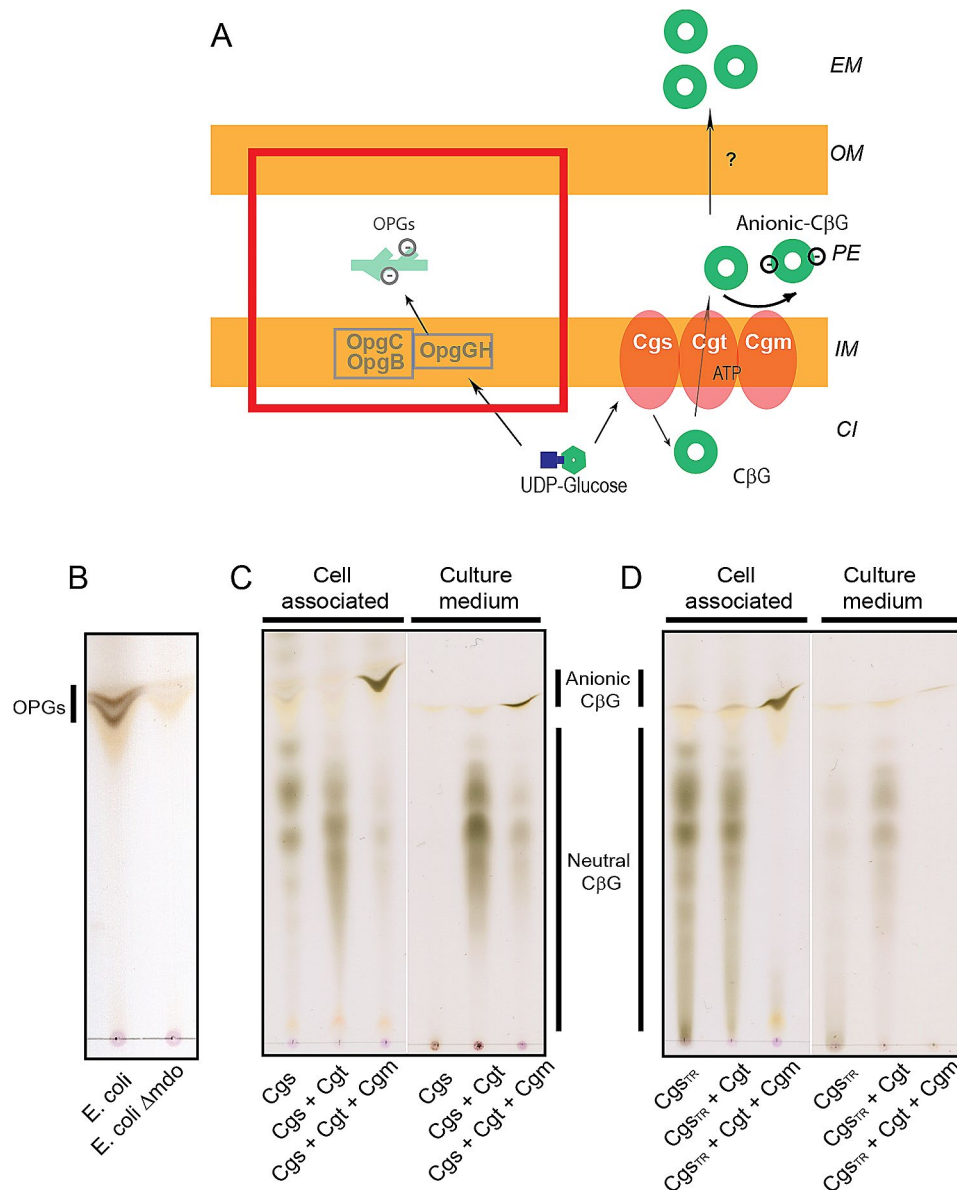 A
EM
OM
?
OPGs
-
-
Anionic-CβG
PE
-
-
OpgC
OpgB
OpgGH
Cgs
Cgt
Cgm
ATP
IM
CI
UDP-Glucose
CβG
B
C
Cell
associated
Culture
medium
D
Cell
associated
Culture
medium
OPGs
Anionic
CβG
Neutral
CβG
E. coli
E. coli Δmdo
Cgs
Cgs + Cgt
Cgs + Cgt + Cgm
Cgs
Cgs + Cgt
Cgs + Cgt + Cgm
CgsTR
CgsTR + Cgt
CgsTR + Cgt + Cgm
CgsTR
CgsTR + Cgt
CgsTR + Cgt + Cgm